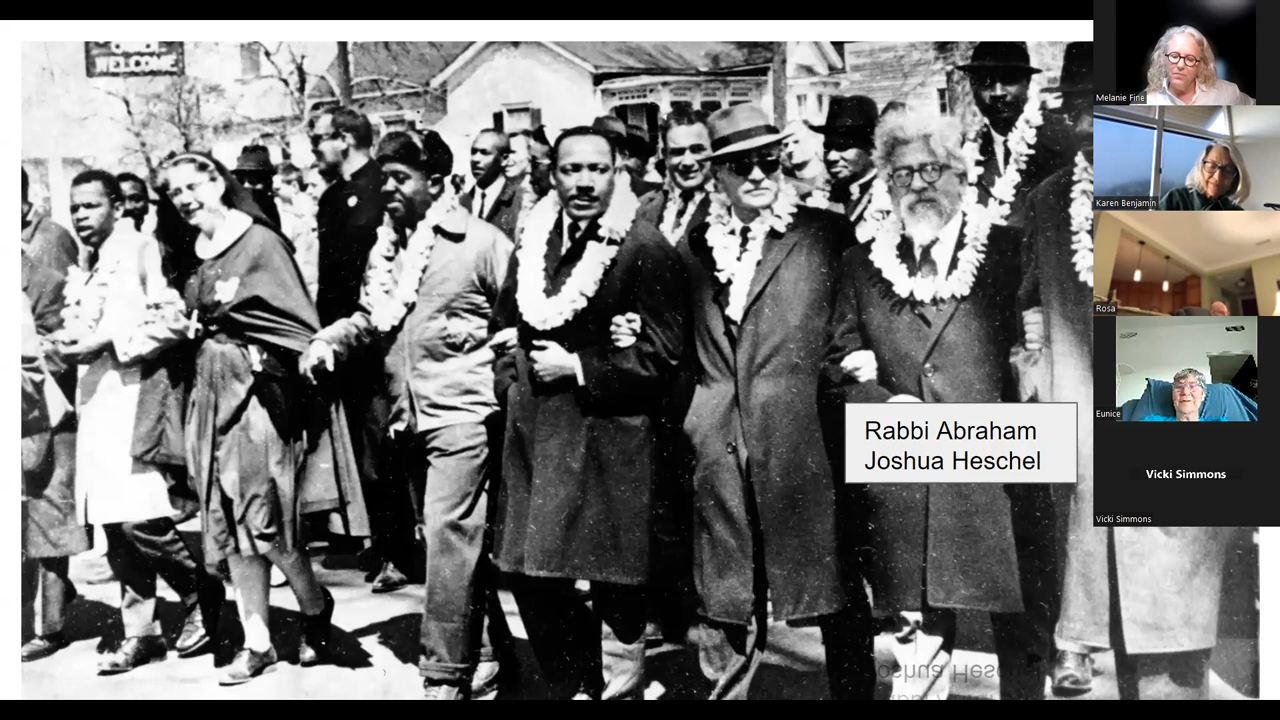 WELCOME
Rabbi Abraham
Joshua Heschel
Melanie Fine
Karen Benjamin
Rosa
Eunice
Vicki Simmons
Vicki Simmons